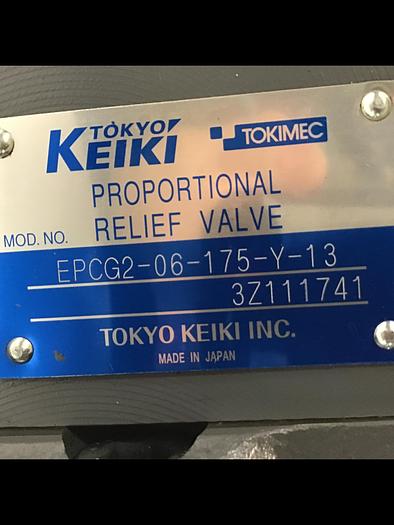 TOKYO
KEIKI
TOKIMEC
PROPORTIONAL
MOD. NO. RELIEF VALVE
EPCG2-06-175-Y-13
3Z111741
TOKYO KEIKI INC.
MADE IN JAPAN